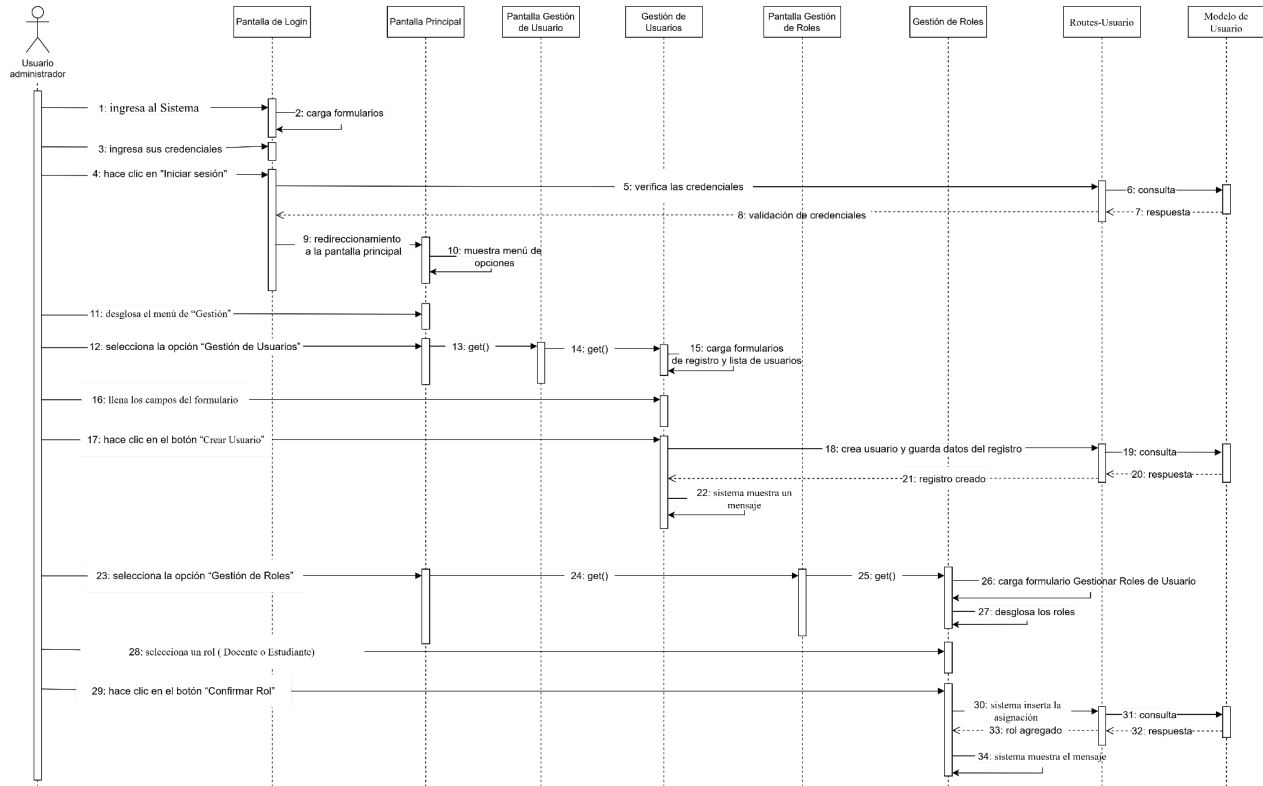 Pantalla de Login
Pantalla Principal
Pantalla Gestión
de Usuario
Gestión de
Usuarios
Pantalla Gestión
de Roles
Gestión de Roles
Routes-Usuario
Modelo de
Usuario
Usuario
administrador
1: ingresa al Sistema
2: carga formularios
3: ingresa sus credenciales
4: hace clic en "Iniciar sesión"
5: verifica las credenciales
6: consulta
7: respuesta
8: validación de credenciales
9: redireccionamiento
a la pantalla principal
10: muestra menú de
opciones
11: desglosa el menú de “Gestión”
12: selecciona la opción “Gestión de Usuarios”
13: get()
14: get()
15: carga formularios
de registro y lista de usuarios
16: llena los campos del formulario
17: hace clic en el botón “Crear Usuario”
18: crea usuario y guarda datos del registro
19: consulta
20: respuesta
21: registro creado
22: sistema muestra un
mensaje
23: selecciona la opción “Gestión de Roles”
24: get()
25: get()
26: carga formulario Gestionar Roles de Usuario
27: desglosa los roles
28: selecciona un rol ( Docente o Estudiante)
29: hace clic en el botón “Confirmar Rol”
30: sistema inserta la
asignación
31: consulta
32: respuesta
33: rol agregado
34: sistema muestra el mensaje